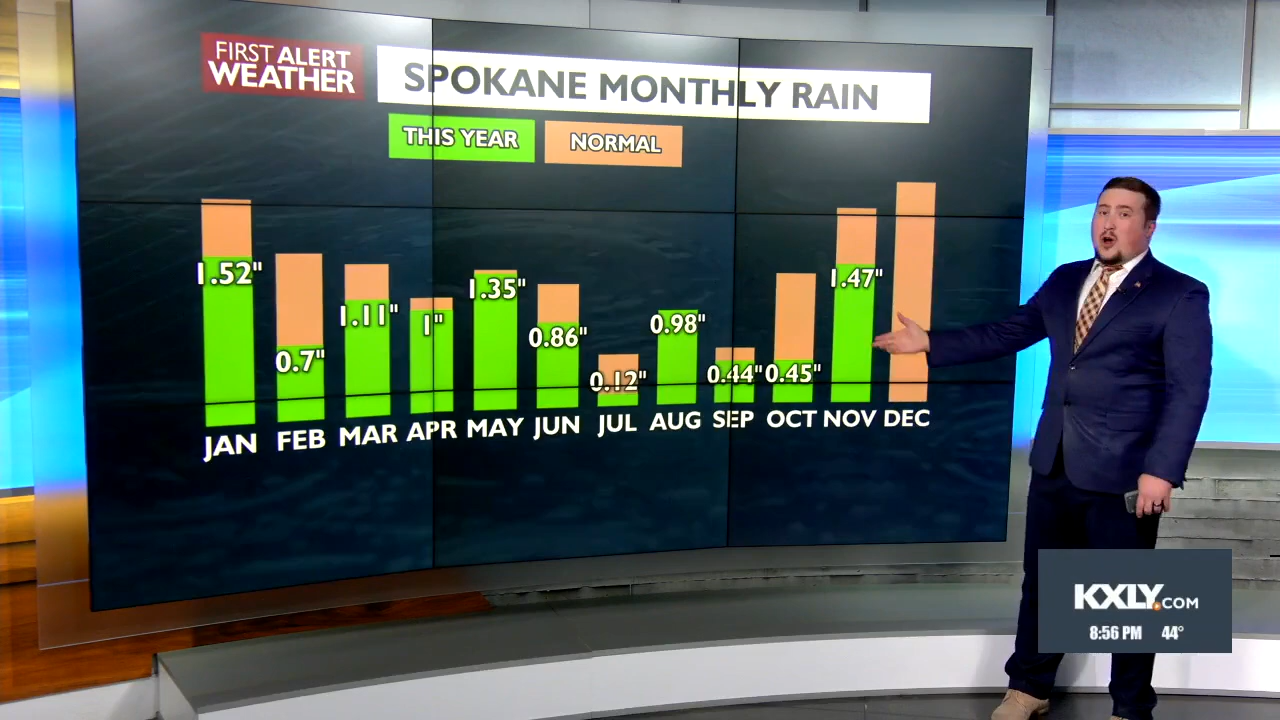 FIRST ALERT
WEATHER
SPOKANE MONTHLY RAIN
THIS YEAR
NORMAL
1.52"
0.7"
1.11"
1"
1.35"
0.86"
0.12"
0.98"
0.44"
0.45"
1.47"
JAN FEB MAR APR MAY JUN JUL AUG SEP OCT NOV DEC
KXLY.COM
8:56 PM 44°